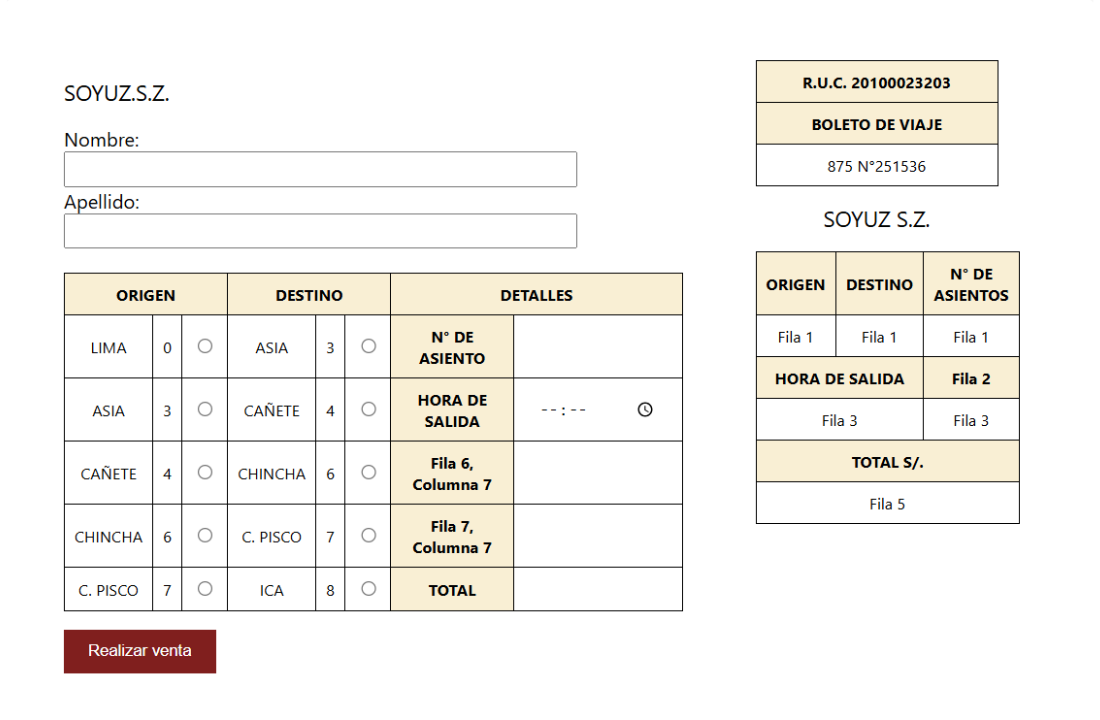 SOYUZ.S.Z.
Nombre:
Apellido:
ORIGEN DESTINO DETALLES
LIMA 0 ASIA 3 N° DE ASIENTO
ASIA 3 CAÑETE 4 HORA DE SALIDA --:--
CAÑETE 4 CHINCHA 6 Fila 6, Columna 7
CHINCHA 6 C. PISCO 7 Fila 7, Columna 7
C. PISCO 7 ICA 8 TOTAL
Realizar venta
R.U.C. 20100023203
BOLETO DE VIAJE
875 N°251536
SOYUZ S.Z.
ORIGEN DESTINO N° DE ASIENTOS
Fila 1 Fila 1 Fila 1
HORA DE SALIDA Fila 2
Fila 3 Fila 3
TOTAL S/.
Fila 5